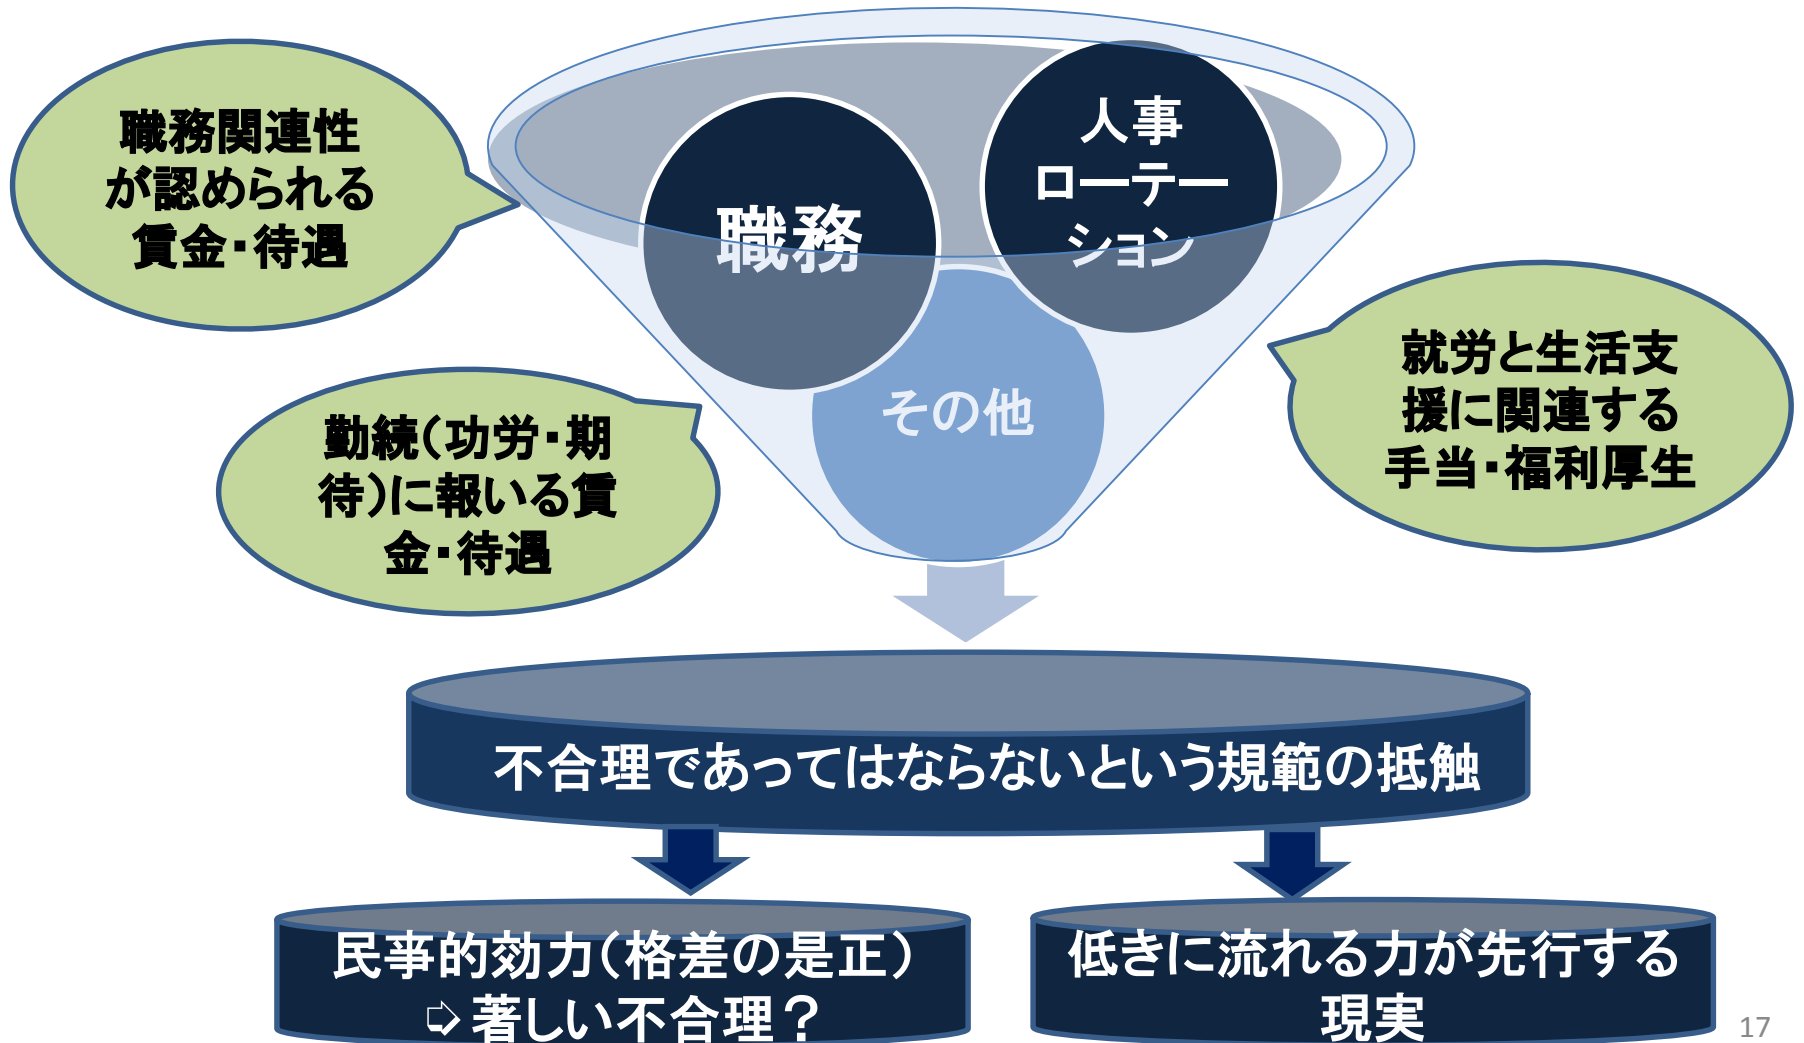 職務関連性
が認められる
賃金・待遇
職務
人事
ローテー
ション
その他
勤続（功労・期
待）に報いる賃
金・待遇
就労と生活支
援に関連する
手当・福利厚生
不合理であってはならないという規範の抵触
民事的効力（格差の是正）
➩著しい不合理？
低きに流れる力が先行する
現実
17